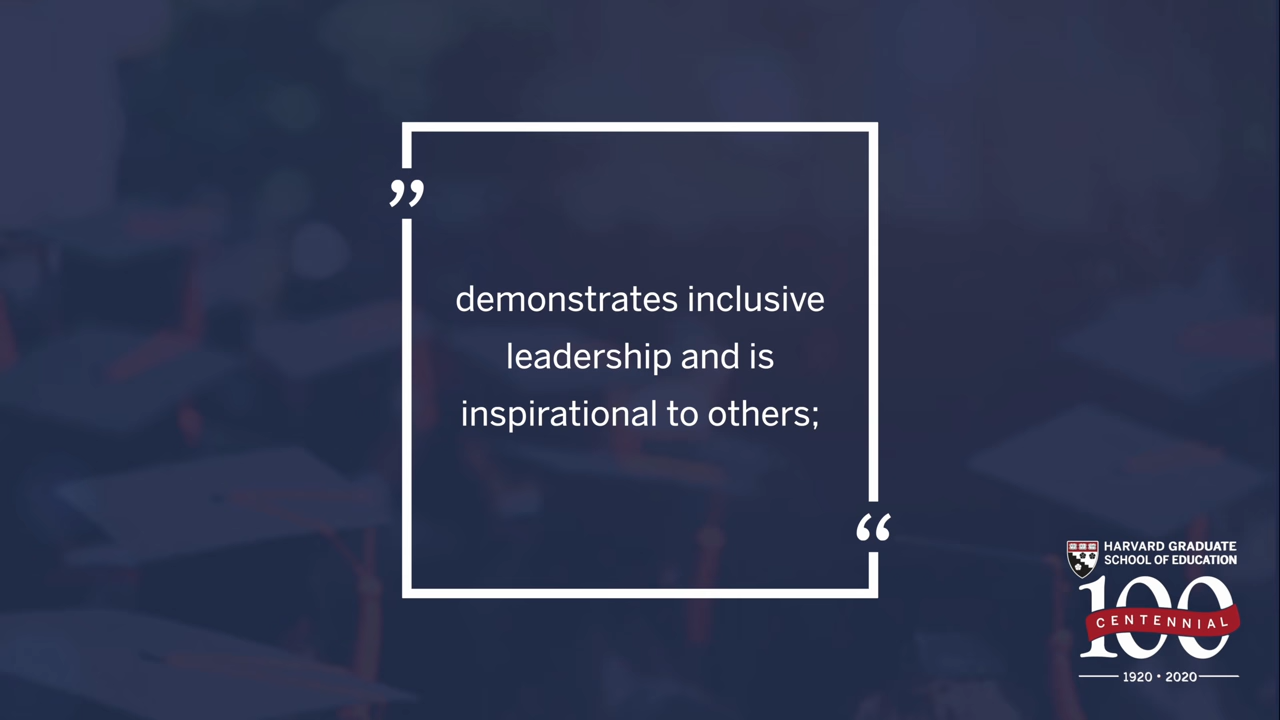 ”
demonstrates inclusive
leadership and is
inspirational to others;
“
HARVARD GRADUATE
SCHOOL OF EDUCATION
100
CENTENNIAL
1920 • 2020